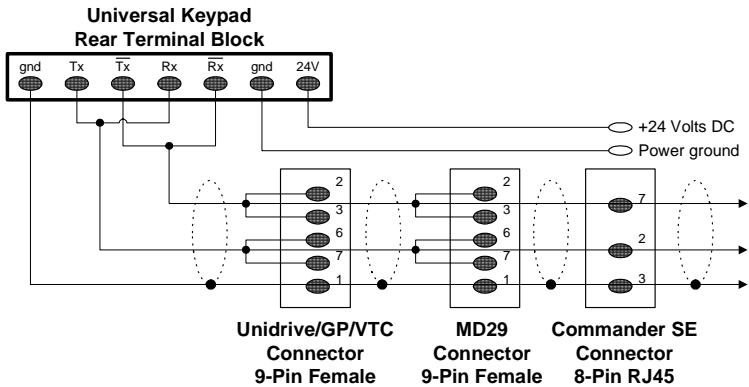 Universal Keypad
Rear Terminal Block
gnd Tx T̅x̅ Rx R̅x̅ gnd 24V
+24 Volts DC
Power ground
2 2
7
3 3
6 6
2
7 7
1 1 3
Unidrive/GP/VTC MD29 Commander SE
Connector Connector Connector
9-Pin Female 9-Pin Female 8-Pin RJ45